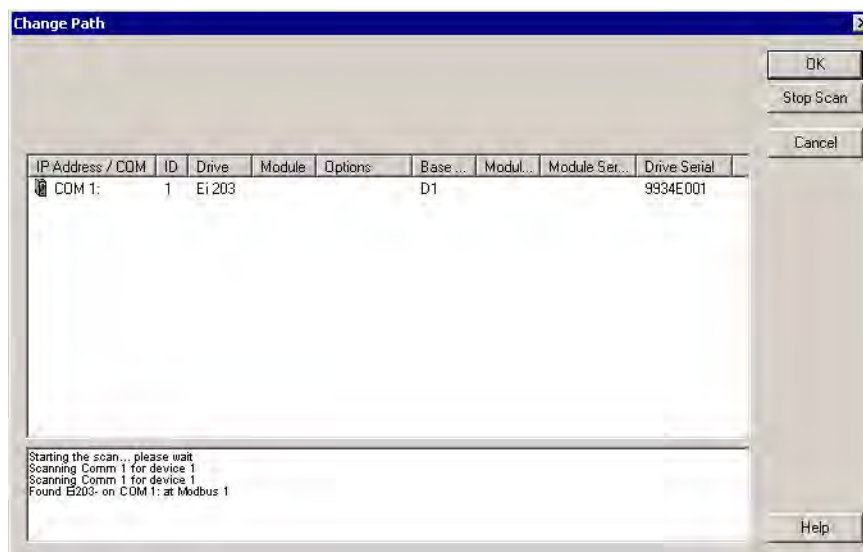 Change Path
OK
Stop Scan
Cancel
IP Address / COM ID Drive Module Options Base ... Modul... Module Ser... Drive Serial
COM 1: 1 Ei 203 D1 9934E001
Starting the scan... please wait
Scanning Comm 1 for device 1
Scanning Comm 1 for device 1
Found Ei203- on COM 1: at Modbus 1
Help